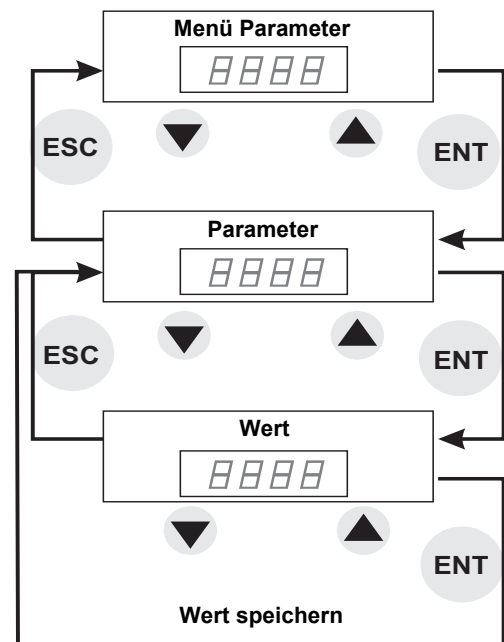 Menü Parameter
8888
ESC
ENT
Parameter
8888
ESC
ENT
Wert
8888
ENT
Wert speichern